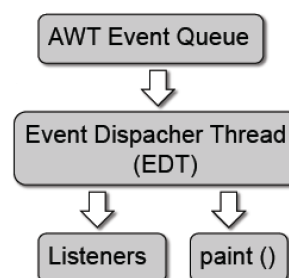 AWT Event Queue
Event Dispacher Thread
(EDT)
Listeners
paint ()